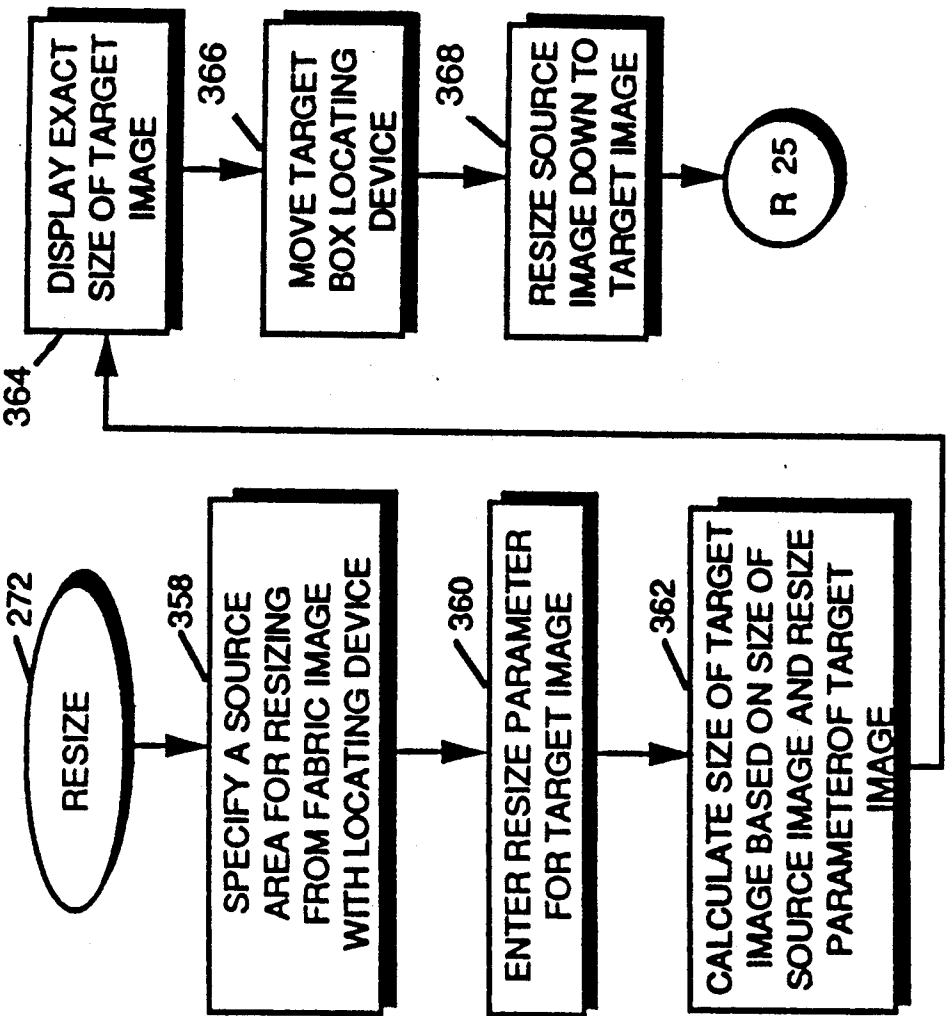 272
RESIZE
358
SPECIFY A SOURCE
AREA FOR RESIZING
FROM FABRIC IMAGE
WITH LOCATING DEVICE
360
ENTER RESIZE PARAMETER
FOR TARGET IMAGE
362
CALCULATE SIZE OF TARGET
IMAGE BASED ON SIZE OF
SOURCE IMAGE AND RESIZE
PARAMETEROF TARGET
IMAGE
364
DISPLAY EXACT
SIZE OF TARGET
IMAGE
366
MOVE TARGET
BOX LOCATING
DEVICE
368
RESIZE SOURCE
IMAGE DOWN TO
TARGET IMAGE
R 25